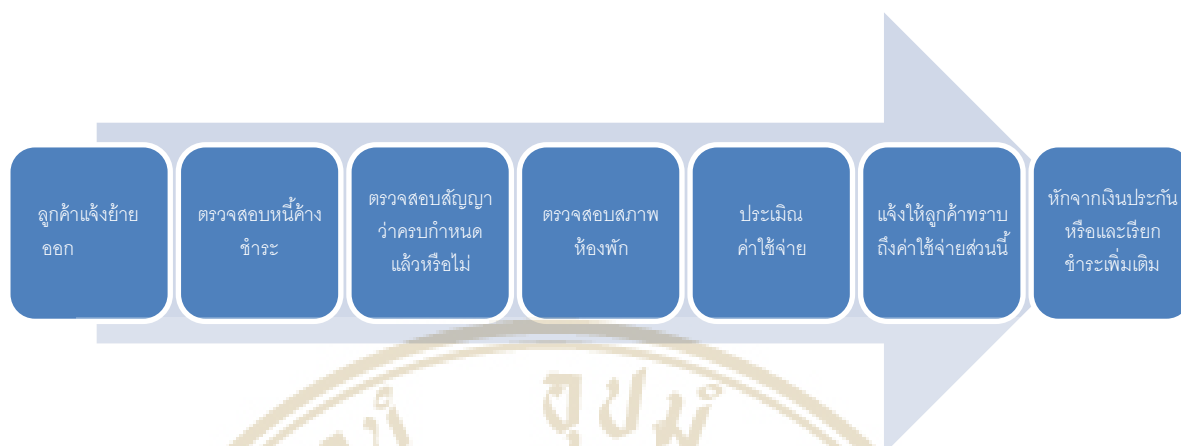 ลูกค้าแจ้งย้าย
ออก
ตรวจสอบหนี้ค้าง
ชำระ
ตรวจสอบสัญญา
ว่าครบกำหนด
แล้วหรือไม่
ตรวจสอบสภาพ
ห้องพัก
ประเมิณ
ค่าใช้จ่าย
แจ้งให้ลูกค้าทราบ
ถึงค่าใช้จ่ายส่วนนี้
หักจากเงินประกัน
หรือและเรียก
ชำระเพิ่มเติม